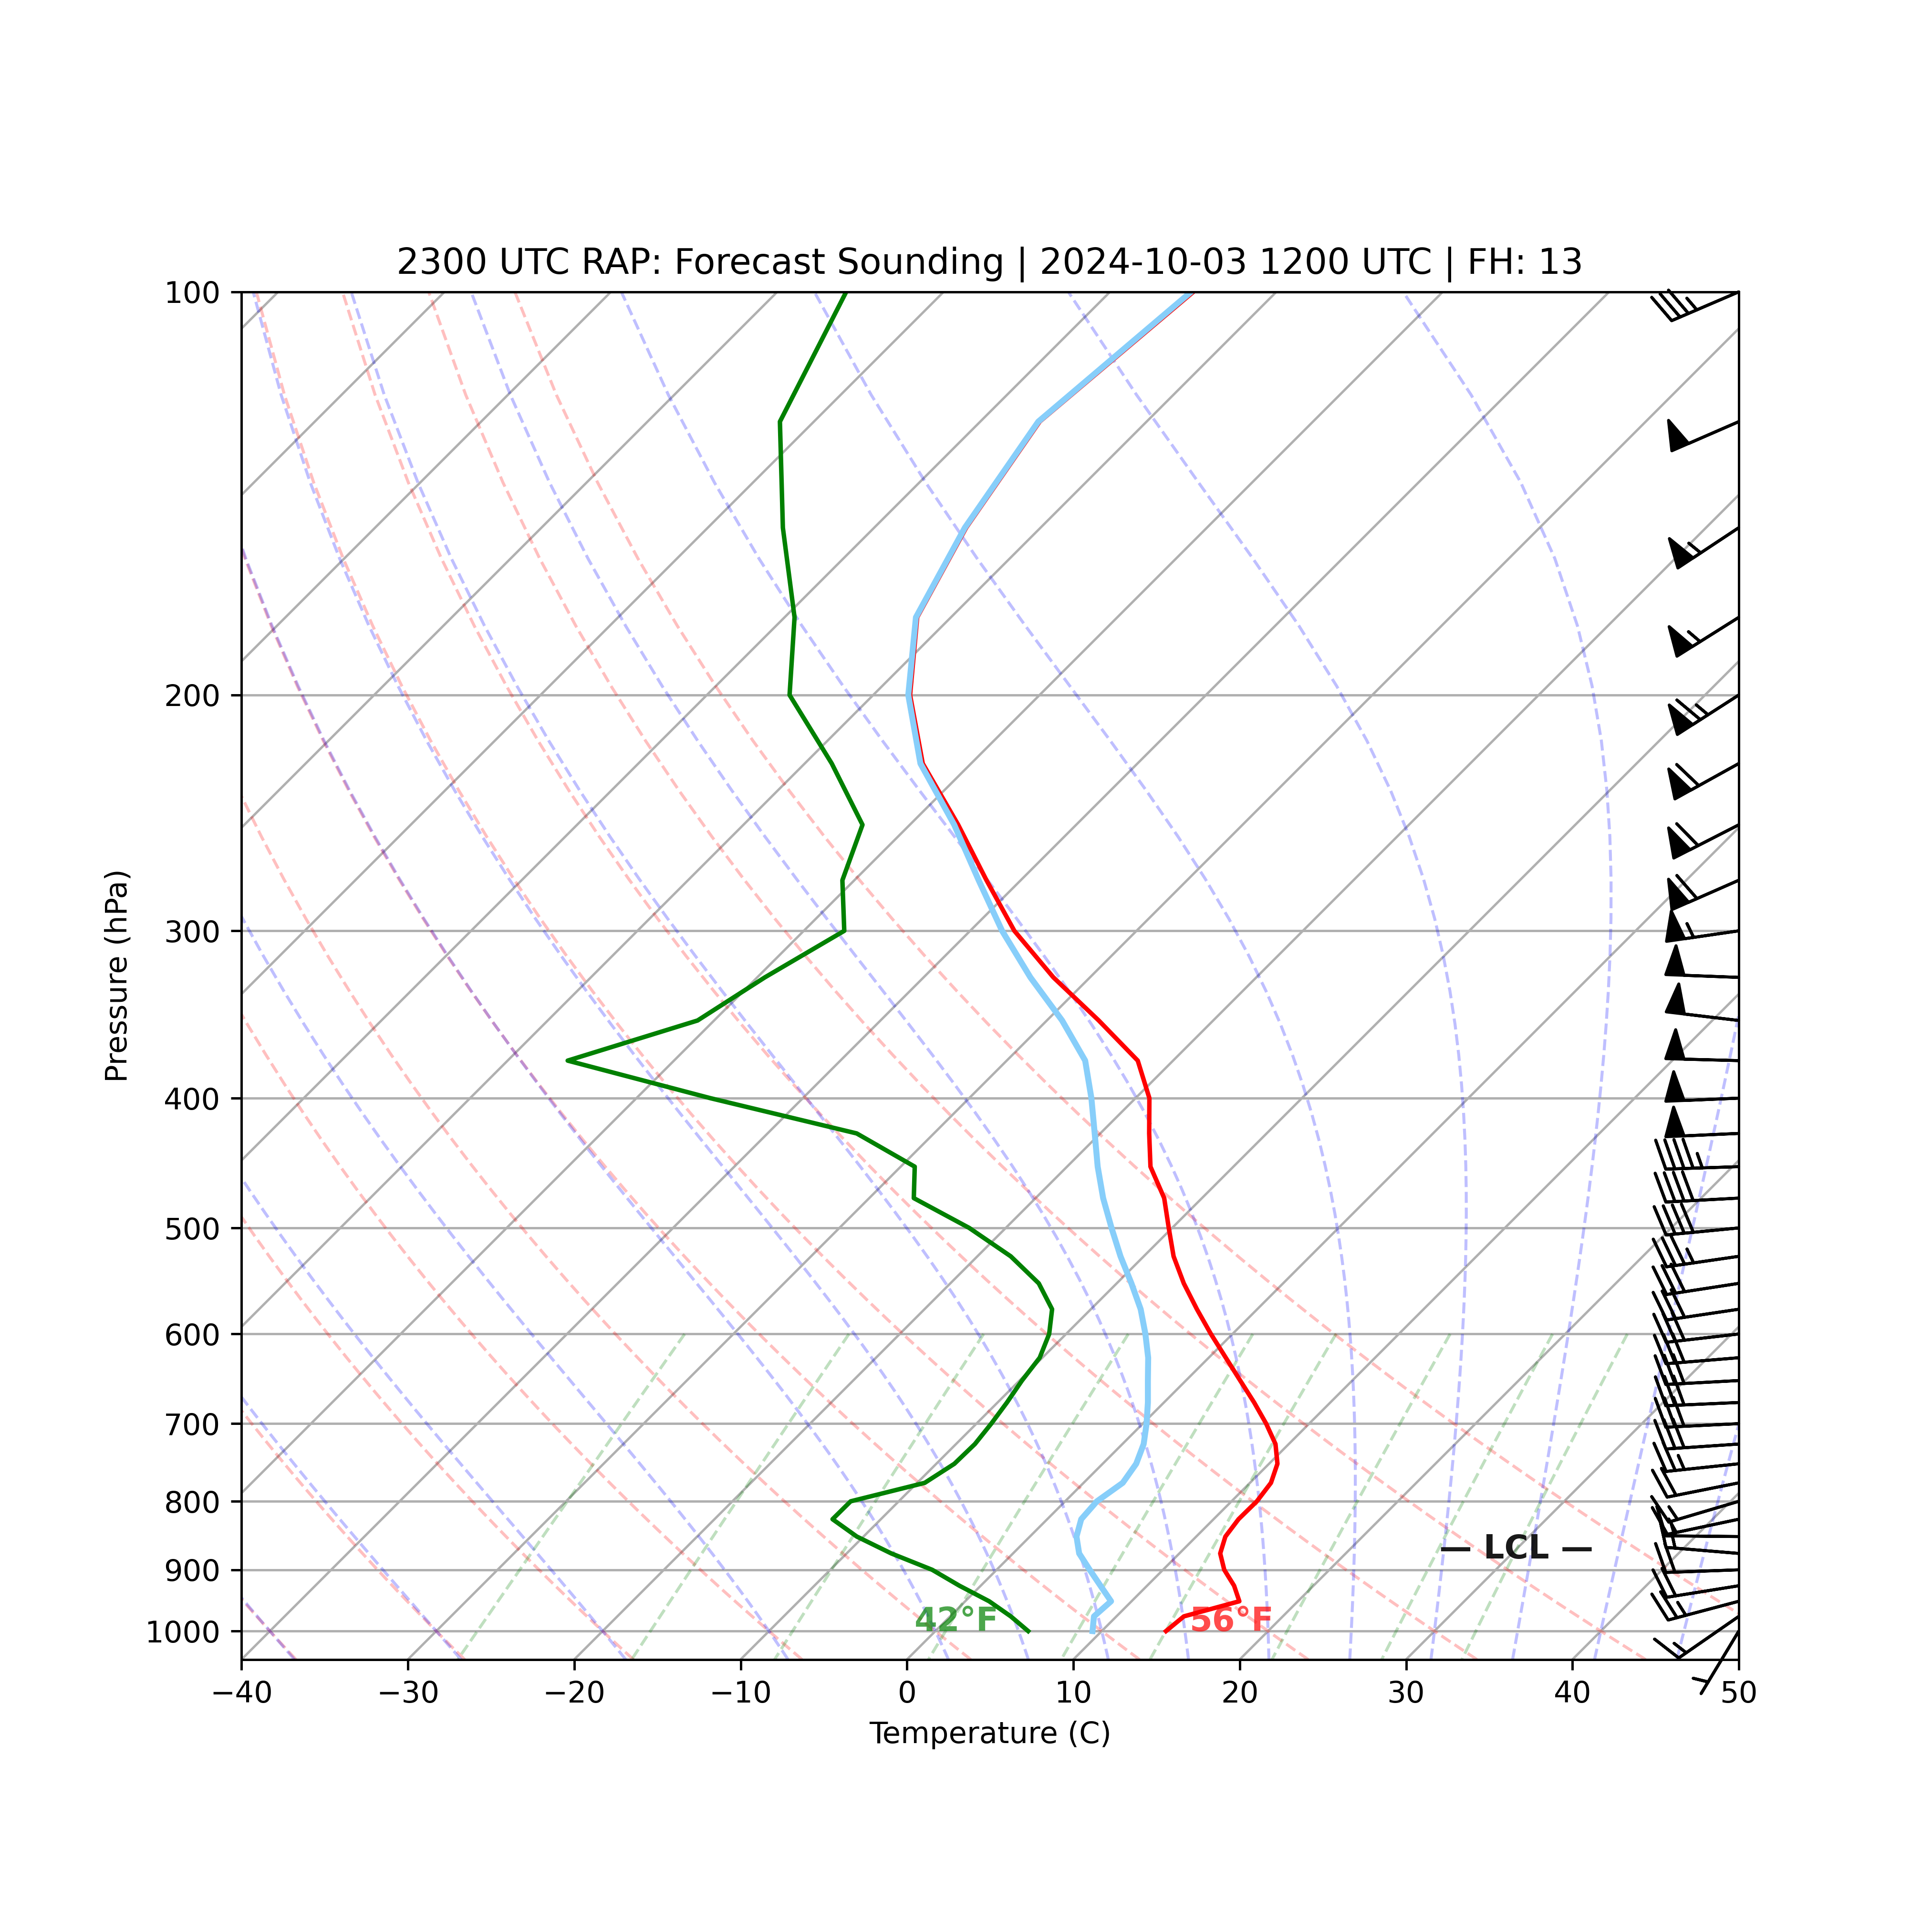 2300 UTC RAP: Forecast Sounding | 2024-10-03 1200 UTC | FH: 13
100
200
300
400
500
600
700
800
900
1000
Pressure (hPa)
— LCL —
42°F
56°F
−40 −30 −20 −10 0 10 20 30 40 50
Temperature (C)